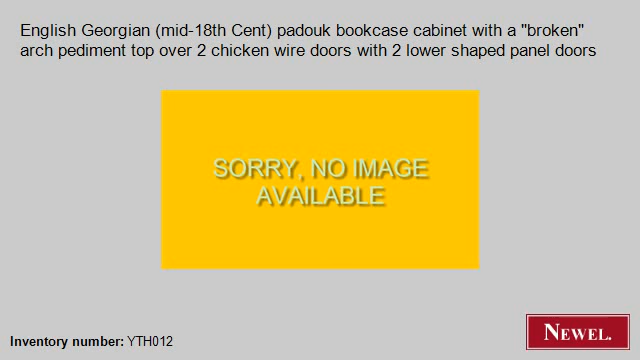 English Georgian (mid-18th Cent) padouk bookcase cabinet with a "broken"
arch pediment top over 2 chicken wire doors with 2 lower shaped panel doors
SORRY, NO IMAGE
AVAILABLE
Inventory number: YTH012
NEWEL.